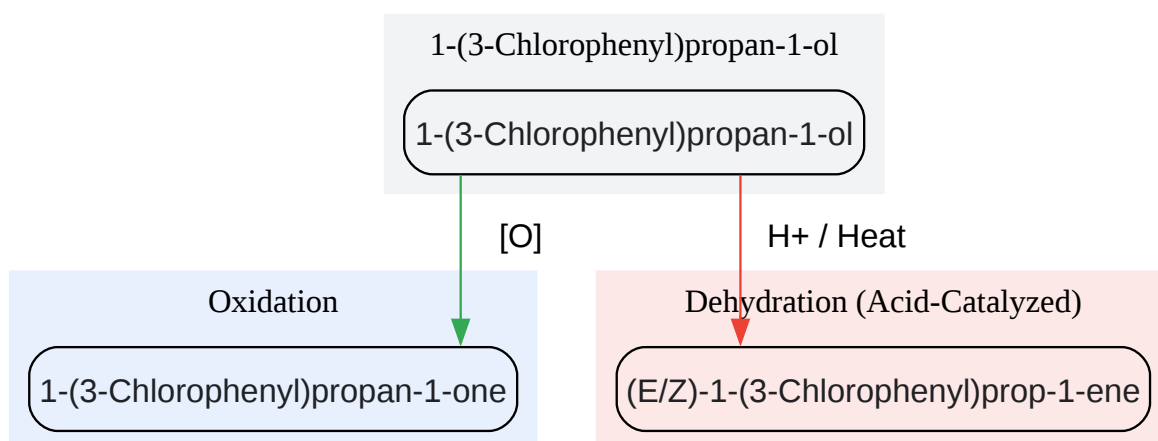 1-(3-Chlorophenyl)propan-1-ol
1-(3-Chlorophenyl)propan-1-ol
[O]
H+ / Heat
Oxidation
Dehydration (Acid-Catalyzed)
1-(3-Chlorophenyl)propan-1-one
(E/Z)-1-(3-Chlorophenyl)prop-1-ene